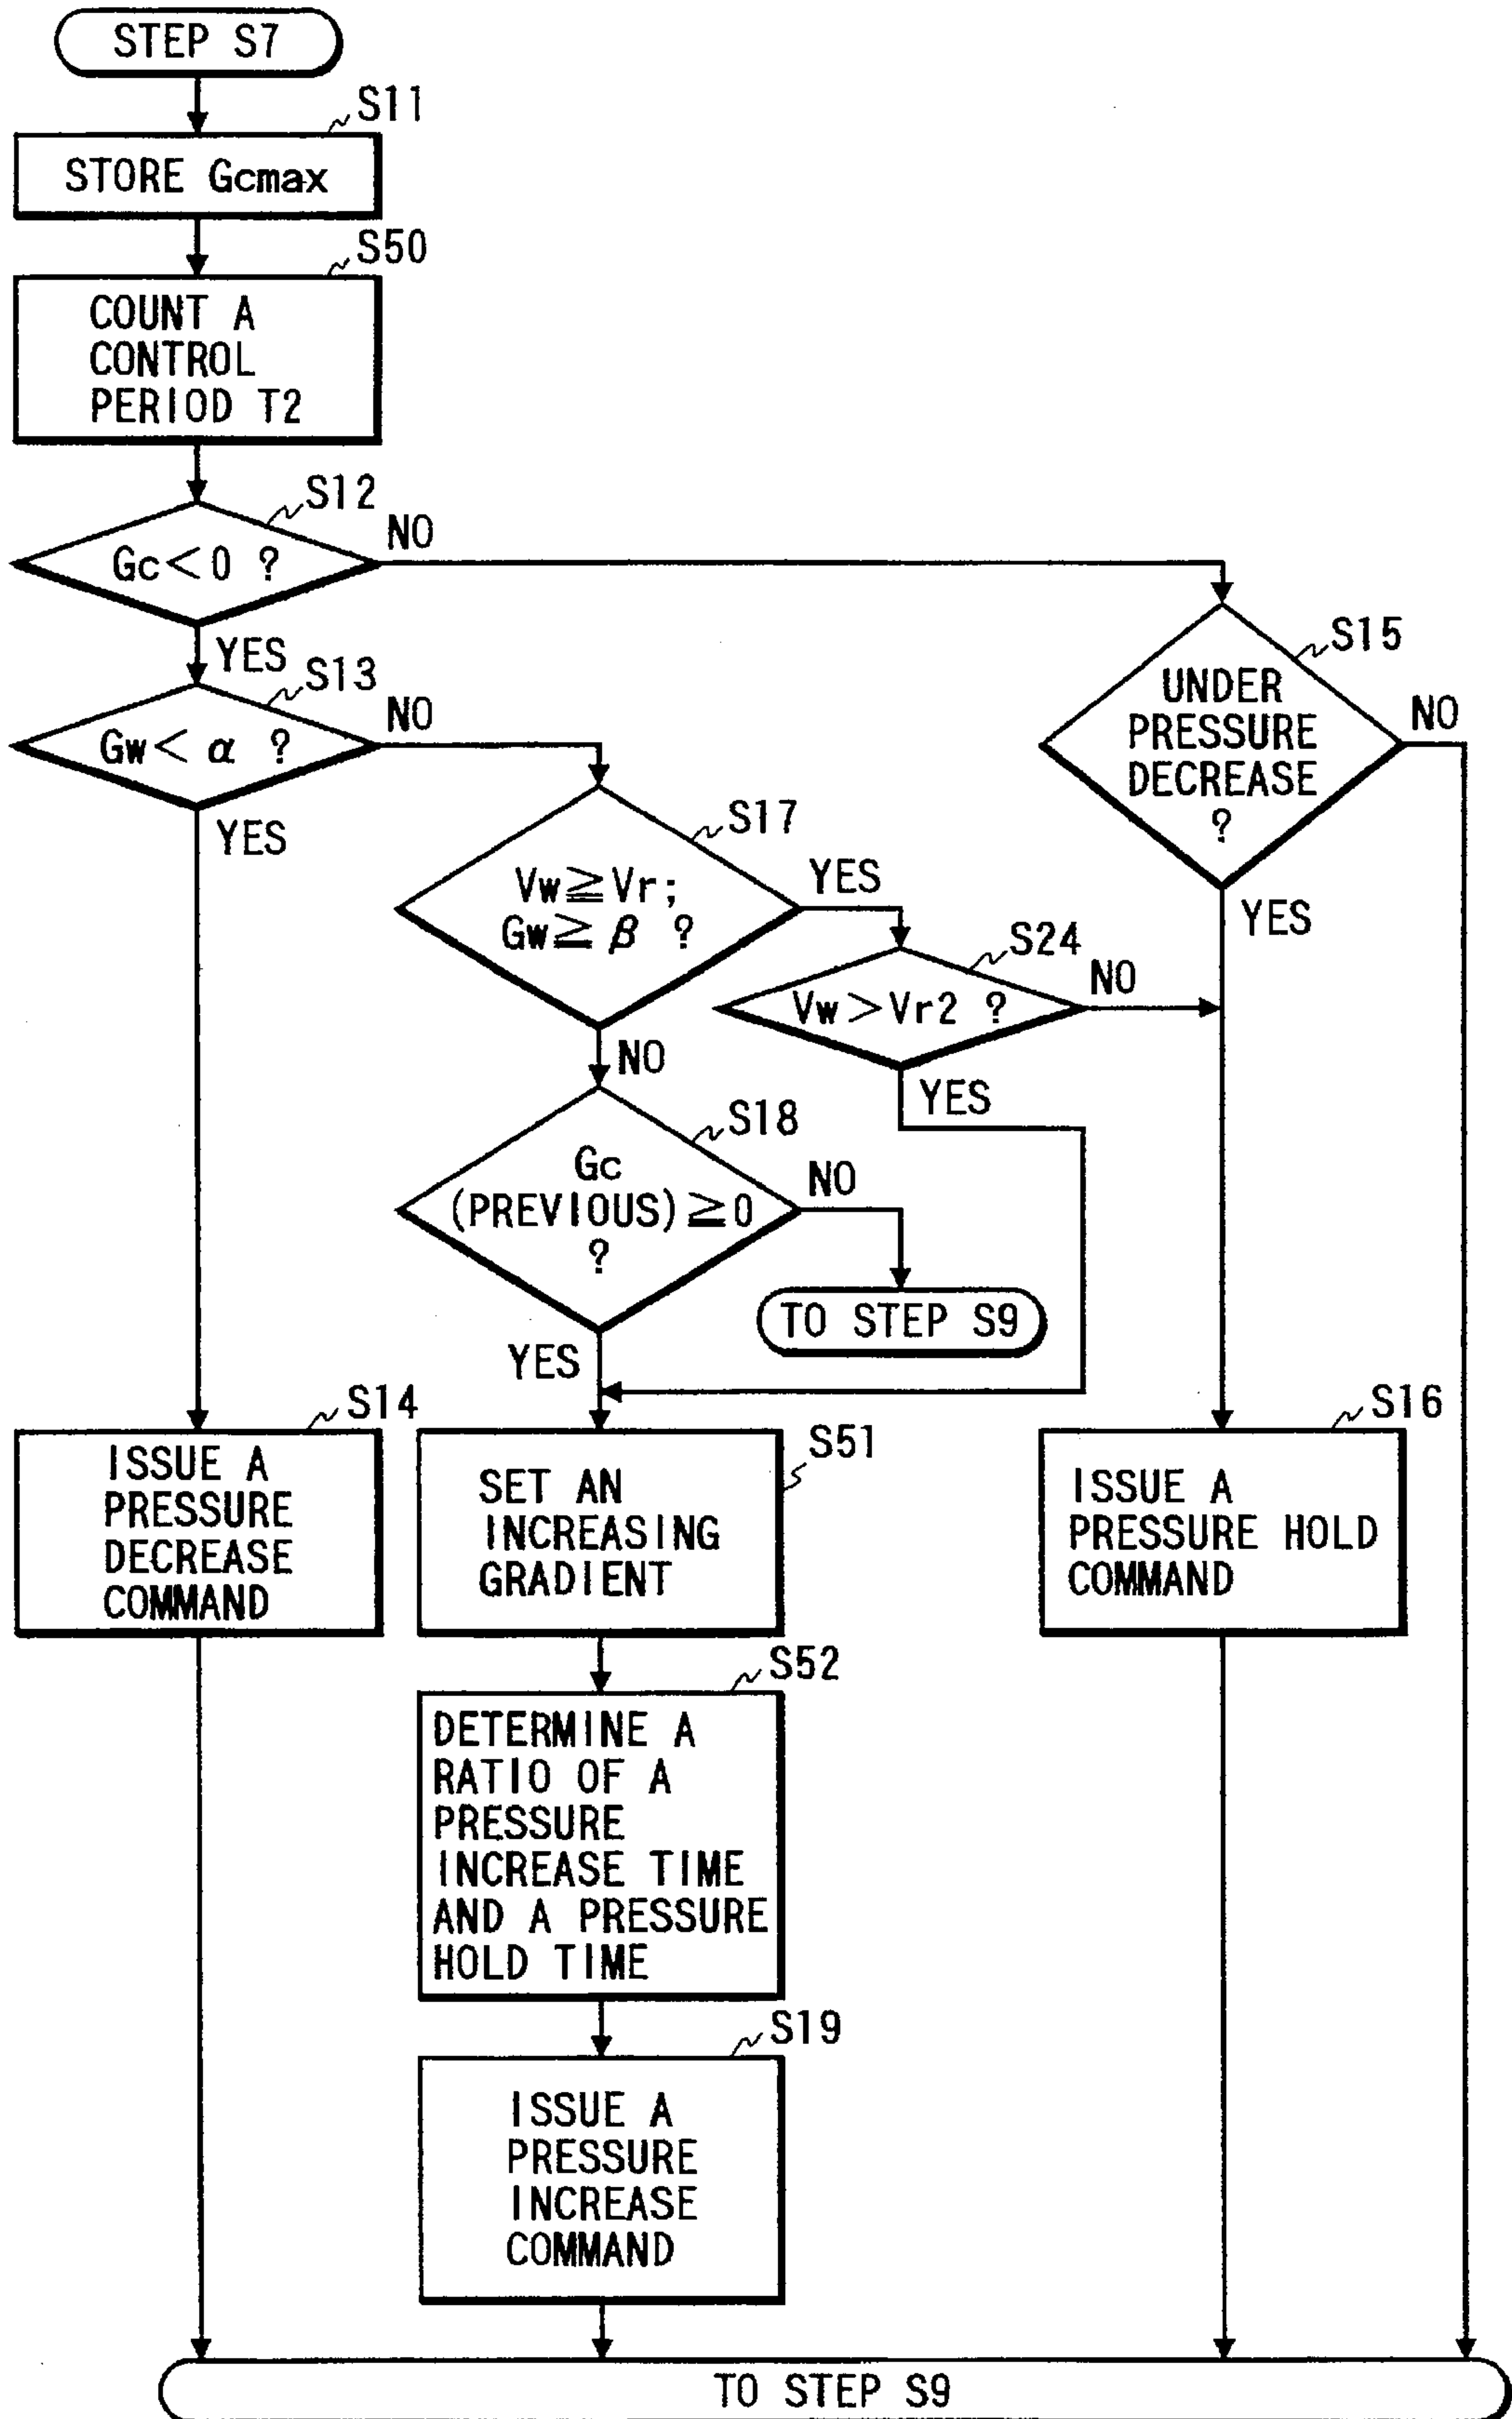 STEP S7
S11
STORE Gcmax
S50
COUNT A
CONTROL
PERIOD T2
S12
Gc<0 ?
NO
YES
S13
Gw< α ?
NO
YES
S15
UNDER
PRESSURE
DECREASE
?
NO
YES
S17
Vw≧Vr;
Gw≧ β ?
YES
NO
S24
Vw>Vr2 ?
NO
YES
S18
Gc
(PREVIOUS)≧0
?
NO
TO STEP S9
YES
S14
ISSUE A
PRESSURE
DECREASE
COMMAND
S51
SET AN
INCREASING
GRADIENT
S16
ISSUE A
PRESSURE HOLD
COMMAND
S52
DETERMINE A
RATIO OF A
PRESSURE
INCREASE TIME
AND A PRESSURE
HOLD TIME
S19
ISSUE A
PRESSURE
INCREASE
COMMAND
TO STEP S9